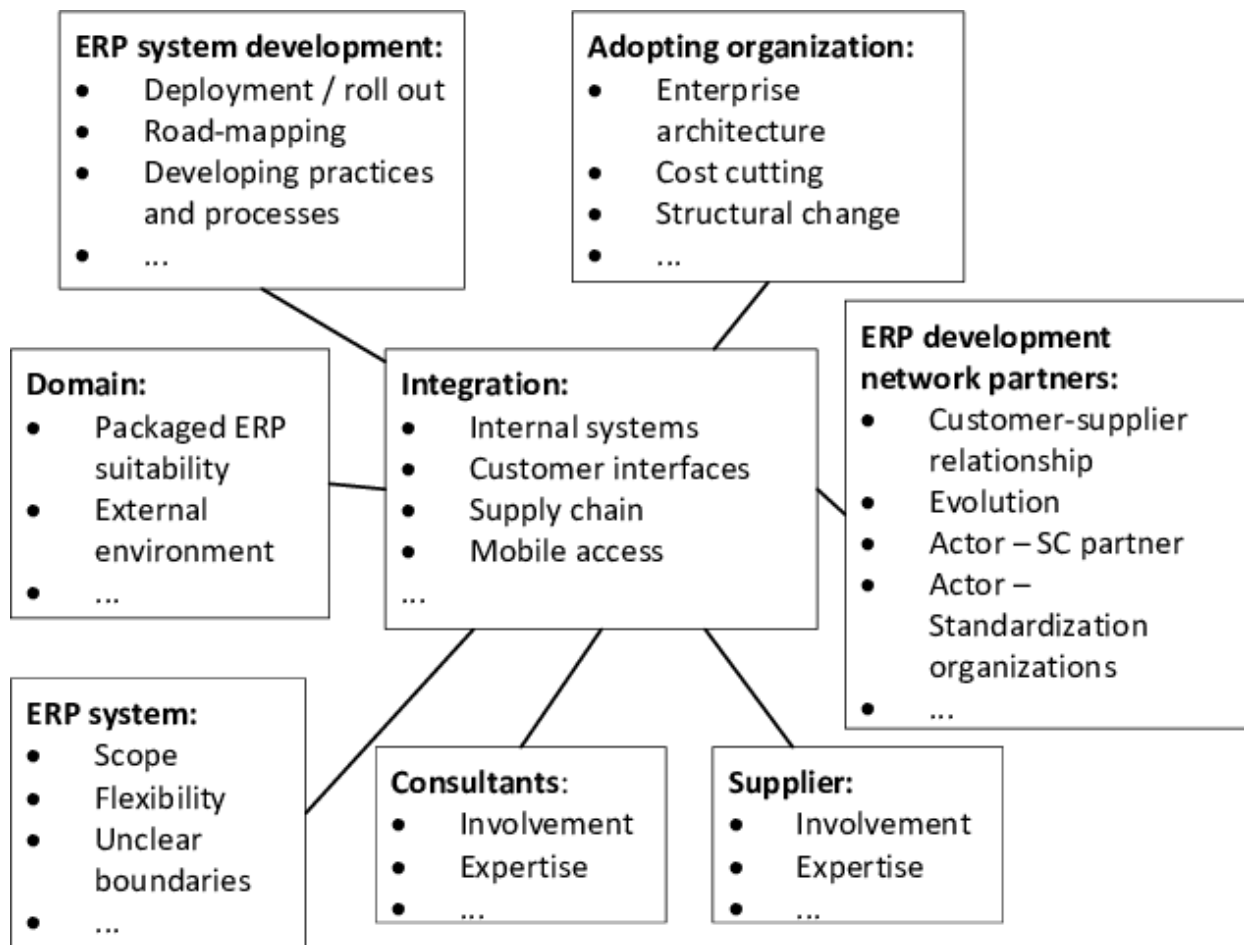 ERP system development:
● Deployment / roll out
● Road-mapping
● Developing practices
and processes
● ...
Adopting organization:
● Enterprise
architecture
● Cost cutting
● Structural change
● ...
Domain:
● Packaged ERP
suitability
● External
environment
● ...
Integration:
● Internal systems
● Customer interfaces
● Supply chain
● Mobile access
...
ERP development
network partners:
● Customer-supplier
relationship
● Evolution
● Actor – SC partner
● Actor –
Standardization
organizations
● ...
ERP system:
● Scope
● Flexibility
● Unclear
boundaries
● ...
Consultants:
● Involvement
● Expertise
● ...
Supplier:
● Involvement
● Expertise
● ...